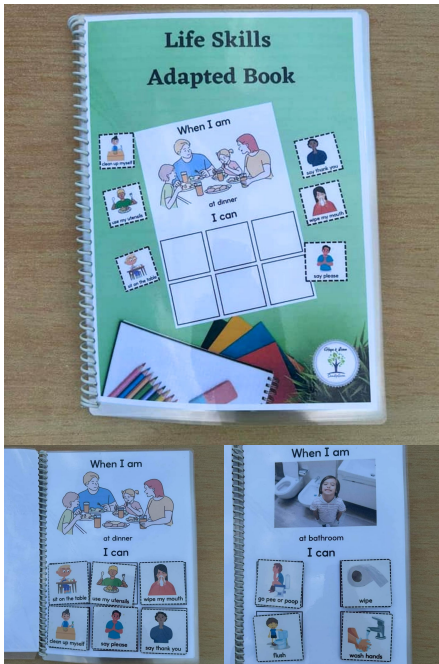 Life Skills
Adapted Book
When I am
at dinner
I can
clean up myself
use my utensils
sit on the table
say thank you
wipe my mouth
say please
When I am
at dinner
I can
sit on the table
use my utensils
wipe my mouth
clean up myself
say please
say thank you
When I am
at bathroom
I can
go pee or poop
wipe
flush
wash hands